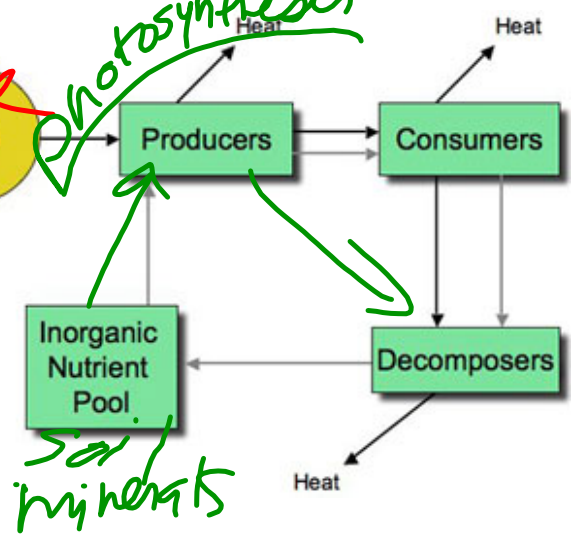 Photosynthesis
Heat
Heat
Producers
Consumers
Inorganic
Nutrient
Pool
Decomposers
Soil
minerals
Heat